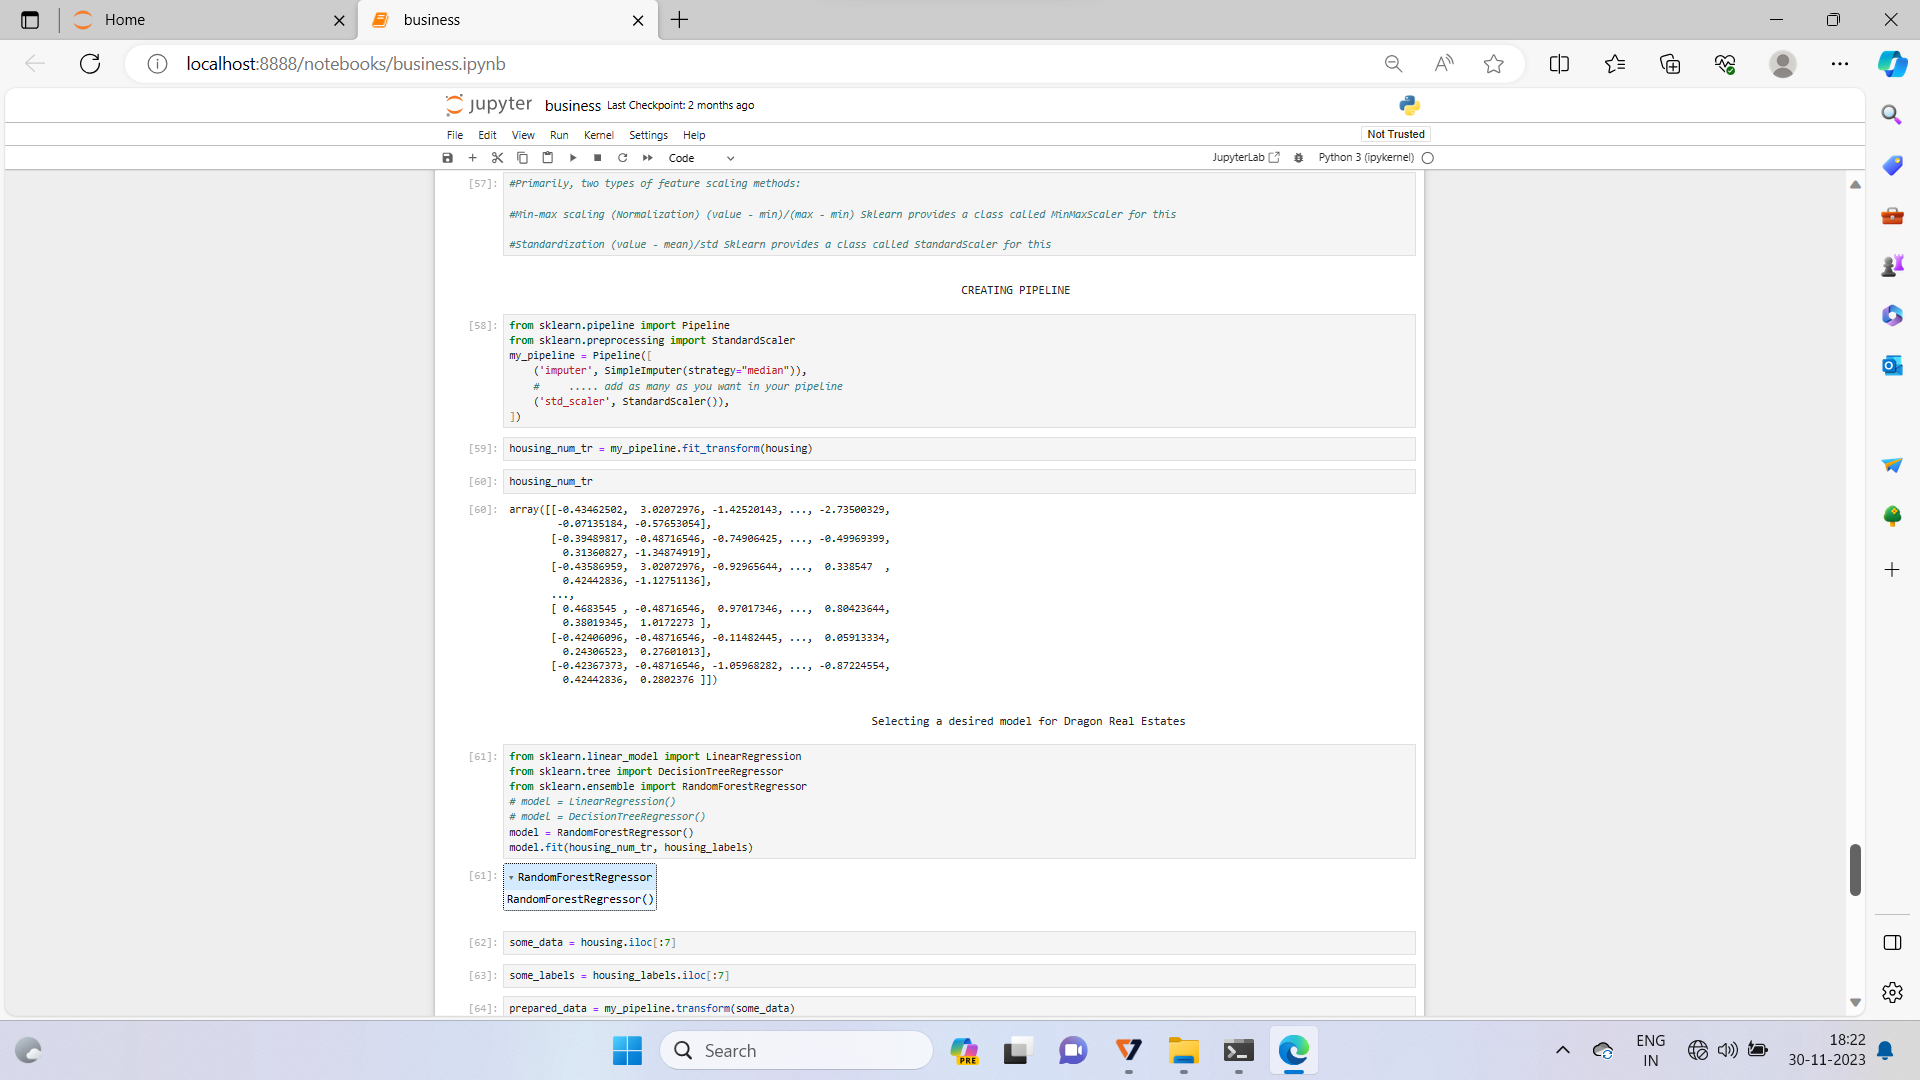 Home
business
localhost:8888/notebooks/business.ipynb
jupyter business Last Checkpoint: 2 months ago
File Edit View Run Kernel Settings Help
Not Trusted
Code
JupyterLab
Python 3 (ipykernel)
[57]: #Primarily, two types of feature scaling methods:
#Min-max scaling (Normalization) (value - min)/(max - min) Sklearn provides a class called MinMaxScaler for this
#Standardization (value - mean)/std Sklearn provides a class called StandardScaler for this
CREATING PIPELINE
[58]: from sklearn.pipeline import Pipeline
from sklearn.preprocessing import StandardScaler
my_pipeline = Pipeline([
('imputer', SimpleImputer(strategy="median")),
#     ..... add as many as you want in your pipeline
('std_scaler', StandardScaler()),
])
[59]: housing_num_tr = my_pipeline.fit_transform(housing)
[60]: housing_num_tr
[60]: array([[-0.43462502,  3.02072976, -1.42520143, ..., -2.73500329,
-0.07135184, -0.57653054],
[-0.39489817, -0.48716546, -0.74906425, ..., -0.49969399,
0.31360827, -1.34874919],
[-0.43586959,  3.02072976, -0.92965644, ...,  0.338547  ,
0.42442836, -1.12751136],
...,
[ 0.4683545 , -0.48716546,  0.97017346, ...,  0.80423644,
0.38019345,  1.0172273 ],
[-0.42406096, -0.48716546, -0.11482445, ...,  0.05913334,
0.24306523,  0.27601013],
[-0.42367373, -0.48716546, -1.05968282, ..., -0.87224554,
0.42442836,  0.2802376 ]])
Selecting a desired model for Dragon Real Estates
[61]: from sklearn.linear_model import LinearRegression
from sklearn.tree import DecisionTreeRegressor
from sklearn.ensemble import RandomForestRegressor
# model = LinearRegression()
# model = DecisionTreeRegressor()
model = RandomForestRegressor()
model.fit(housing_num_tr, housing_labels)
[61]: ▾ RandomForestRegressor
RandomForestRegressor()
[62]: some_data = housing.iloc[:7]
[63]: some_labels = housing_labels.iloc[:7]
[64]: prepared_data = my_pipeline.transform(some_data)
Search
PRE
ENG
IN
18:22
30-11-2023